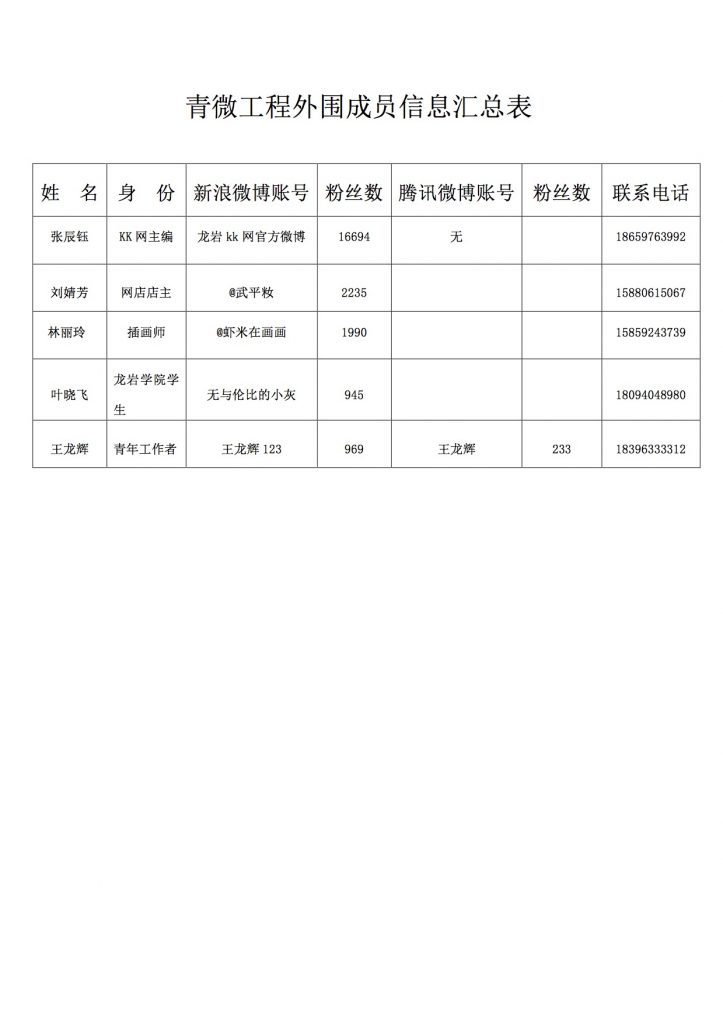 青微工程外围成员信息汇总表
姓 名 身 份 新浪微博账号 粉丝数 腾讯微博账号 粉丝数 联系电话
张辰钰 KK 网主编 龙岩 kk 网官方微博 16694 无 18659763992
刘婧芳 网店店主 @武平籹 2235 15880615067
林丽玲 插画师 @虾米在画画 1990 15859243739
叶晓飞 龙岩学院学 无与伦比的小灰 945 18094048980
生
王龙辉 青年工作者 王龙辉 123 969 王龙辉 233 18396333312